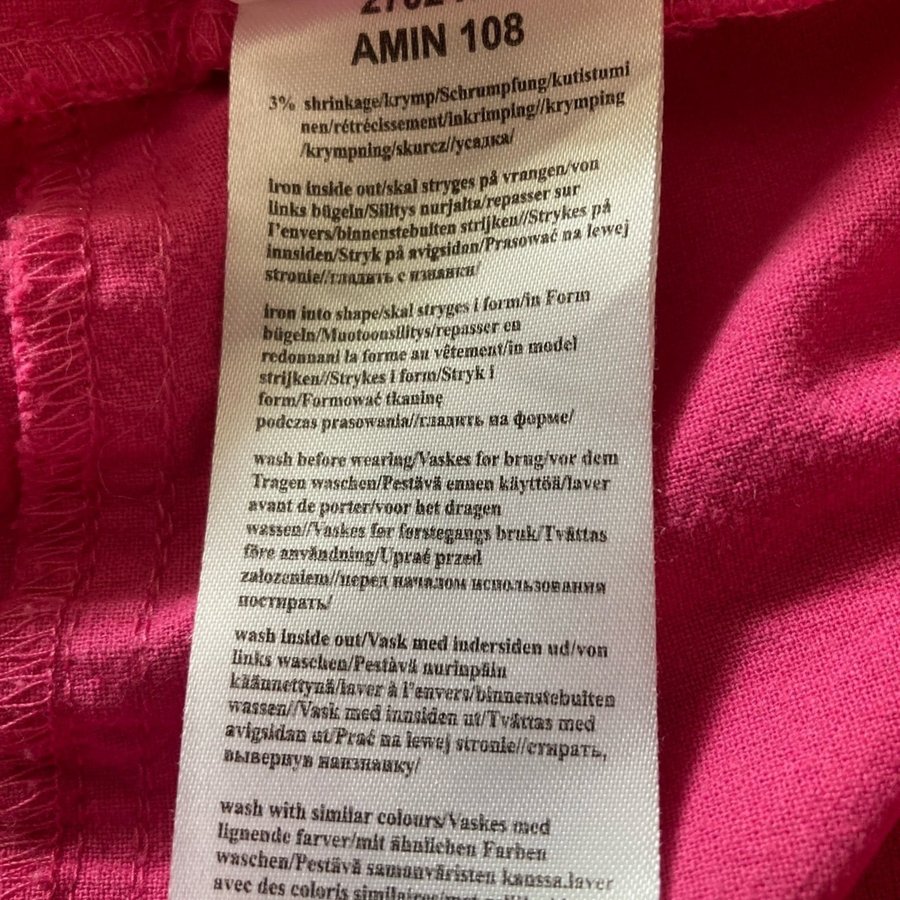 AMIN 108
3% shrinkage/krymp/Schrumpfung/kutistumi
nen/rétrécissement/inkrimping//krymping
/krympning/skurcz//усадка/
Iron inside out/skal stryges på vrangen/von
links bügeln/Silitys nurjalta/repasser sur
l'envers/binnenstebuiten strijken//Strykes på
innsiden/Stryk på avigsidan/Prasować na lewej
stronie//гладить с изнанки/
iron into shape/skal stryges i form/in Form
bügeln/Muotoonsilitys/repasser en
redonnani la forme au vêtement/in model
strijken//Strykes i form/Stryk i
form/Formować tkaninę
podczas prasowania//гладить на форме/
wash before wearing/Vaskes før brug/vor dem
Tragen waschen/Pestävä ennen käyttöä/laver
avant de porter/voor het dragen
wassen//Vaskes før førstegangs bruk/Tvättas
före användning/Uprać przed
założeniem//перед началом использования
постирать/
wash inside out/Vask med indersiden ud/von
links waschen/Pestävä nurinpäin
käännettynä/laver à l'envers/binnenstebuiten
wassen//Vask med innsiden ut/Tvättas med
avigsidan ut/Prać na lewej stronie//стирать,
вывернув наизнанку/
wash with similar colours/Vaskes med
lignende farver/mit ähnlichen Farben
waschen/Pestävä samanväristen kanssa.laver
avec des coloris similaires/met